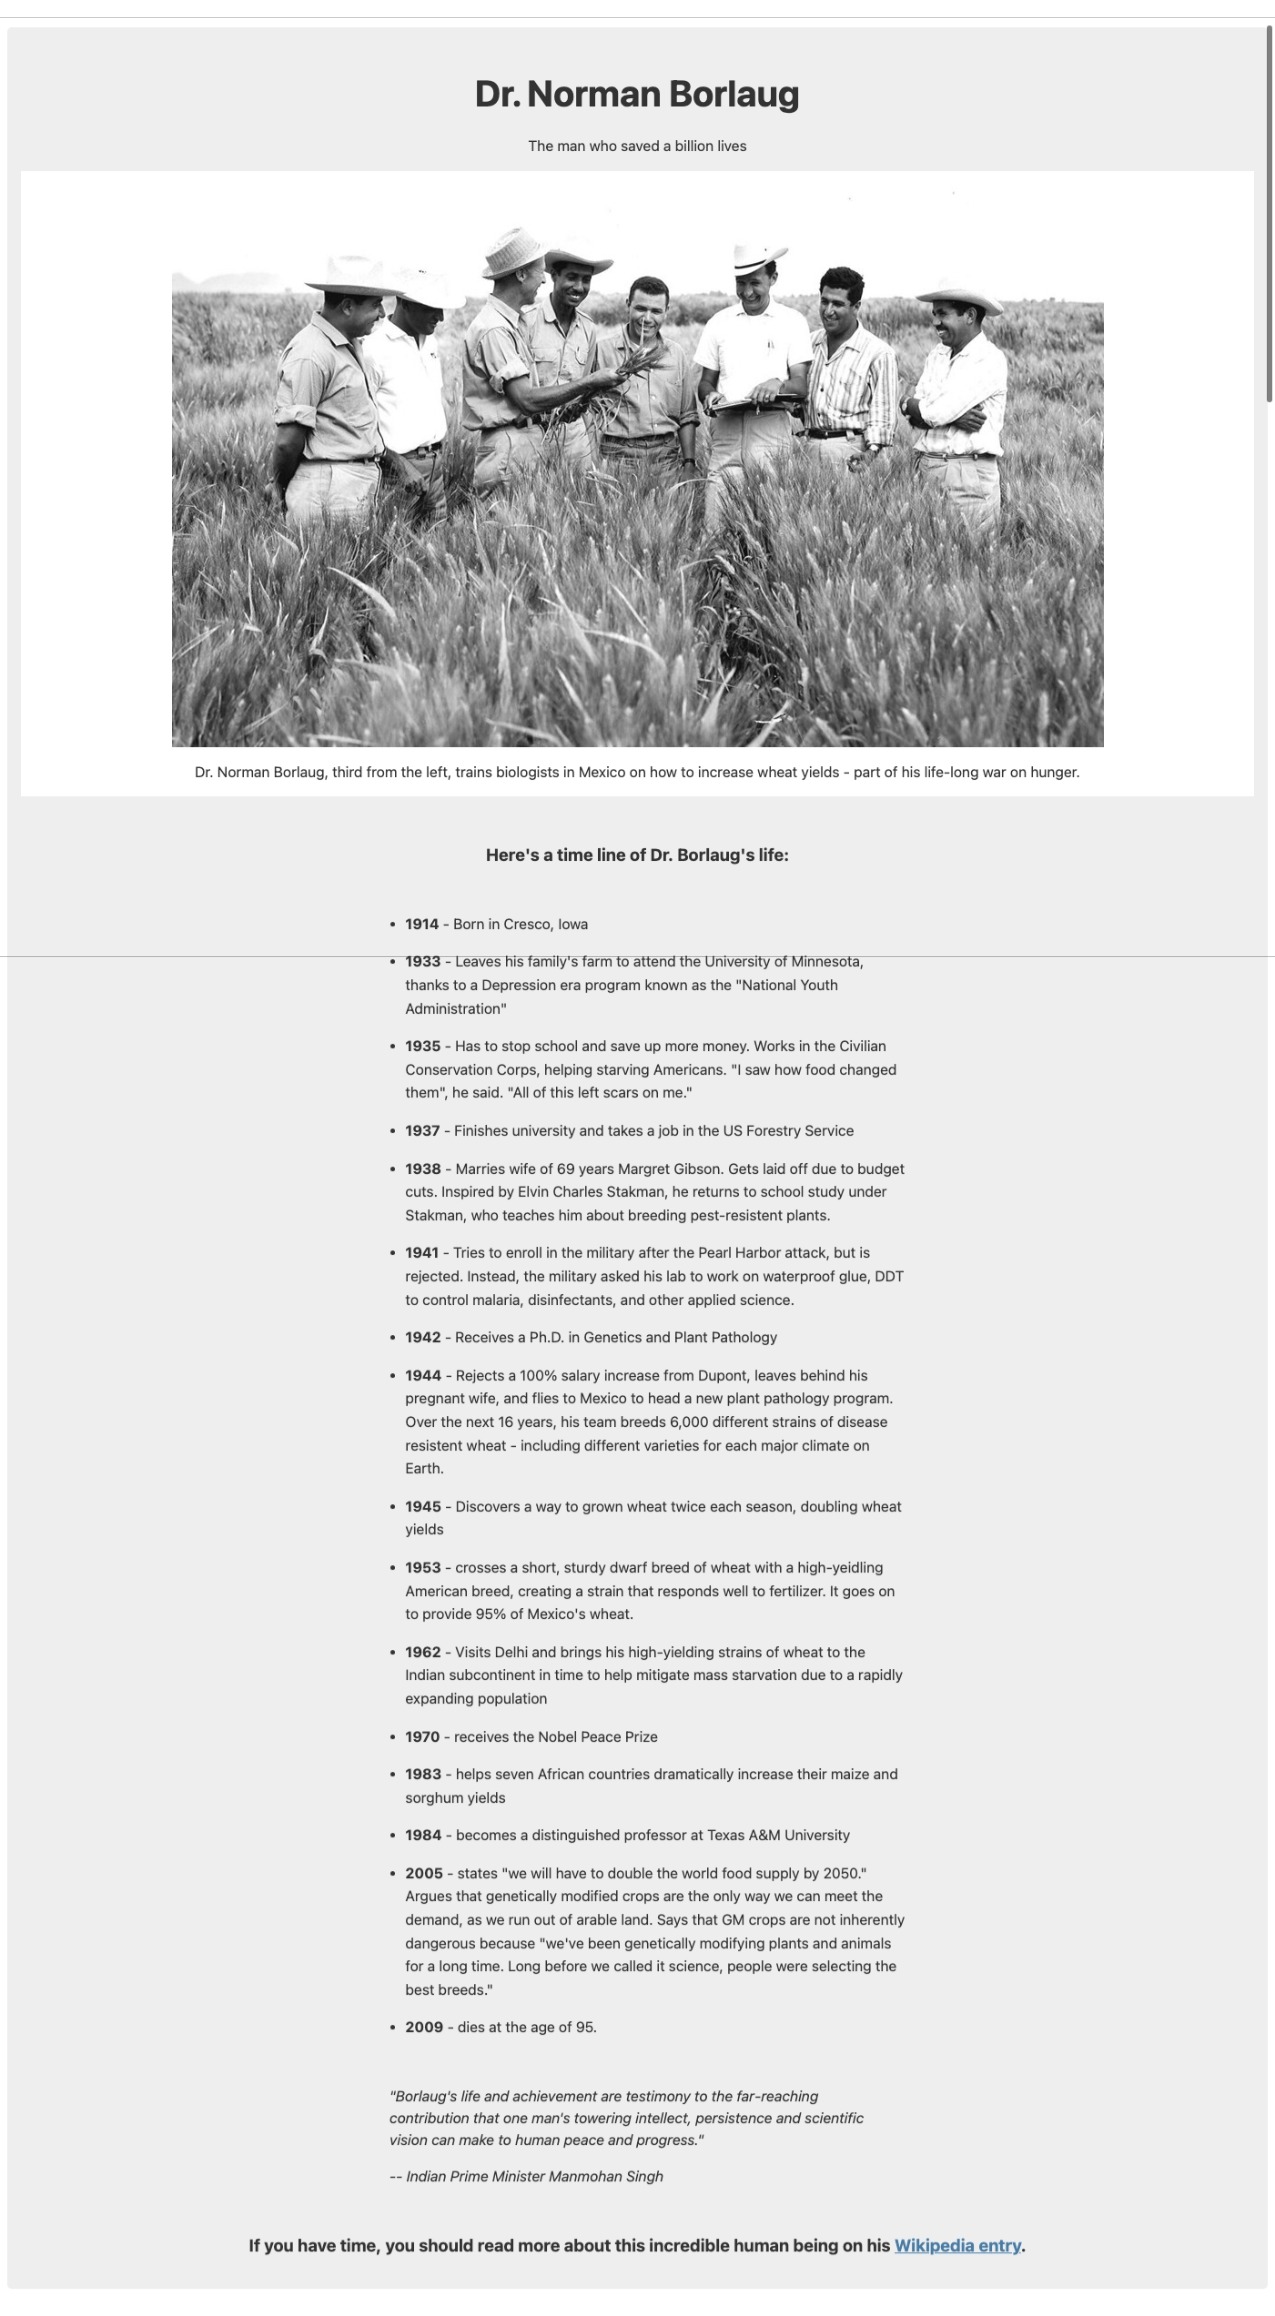 Dr. Norman Borlaug
The man who saved a billion lives
Dr. Norman Borlaug, third from the left, trains biologists in Mexico on how to increase wheat yields - part of his life-long war on hunger.
Here's a time line of Dr. Borlaug's life:
• 1914 - Born in Cresco, Iowa
• 1933 - Leaves his family's farm to attend the University of Minnesota,
thanks to a Depression era program known as the "National Youth
Administration"
• 1935 - Has to stop school and save up more money. Works in the Civilian
Conservation Corps, helping starving Americans. "I saw how food changed
them", he said. "All of this left scars on me."
• 1937 - Finishes university and takes a job in the US Forestry Service
• 1938 - Marries wife of 69 years Margret Gibson. Gets laid off due to budget
cuts. Inspired by Elvin Charles Stakman, he returns to school study under
Stakman, who teaches him about breeding pest-resistent plants.
• 1941 - Tries to enroll in the military after the Pearl Harbor attack, but is
rejected. Instead, the military asked his lab to work on waterproof glue, DDT
to control malaria, disinfectants, and other applied science.
• 1942 - Receives a Ph.D. in Genetics and Plant Pathology
• 1944 - Rejects a 100% salary increase from Dupont, leaves behind his
pregnant wife, and flies to Mexico to head a new plant pathology program.
Over the next 16 years, his team breeds 6,000 different strains of disease
resistent wheat - including different varieties for each major climate on
Earth.
• 1945 - Discovers a way to grown wheat twice each season, doubling wheat
yields
• 1953 - crosses a short, sturdy dwarf breed of wheat with a high-yeidling
American breed, creating a strain that responds well to fertilizer. It goes on
to provide 95% of Mexico's wheat.
• 1962 - Visits Delhi and brings his high-yielding strains of wheat to the
Indian subcontinent in time to help mitigate mass starvation due to a rapidly
expanding population
• 1970 - receives the Nobel Peace Prize
• 1983 - helps seven African countries dramatically increase their maize and
sorghum yields
• 1984 - becomes a distinguished professor at Texas A&M University
• 2005 - states "we will have to double the world food supply by 2050."
Argues that genetically modified crops are the only way we can meet the
demand, as we run out of arable land. Says that GM crops are not inherently
dangerous because "we've been genetically modifying plants and animals
for a long time. Long before we called it science, people were selecting the
best breeds."
• 2009 - dies at the age of 95.
"Borlaug's life and achievement are testimony to the far-reaching
contribution that one man's towering intellect, persistence and scientific
vision can make to human peace and progress."
-- Indian Prime Minister Manmohan Singh
If you have time, you should read more about this incredible human being on his Wikipedia entry.